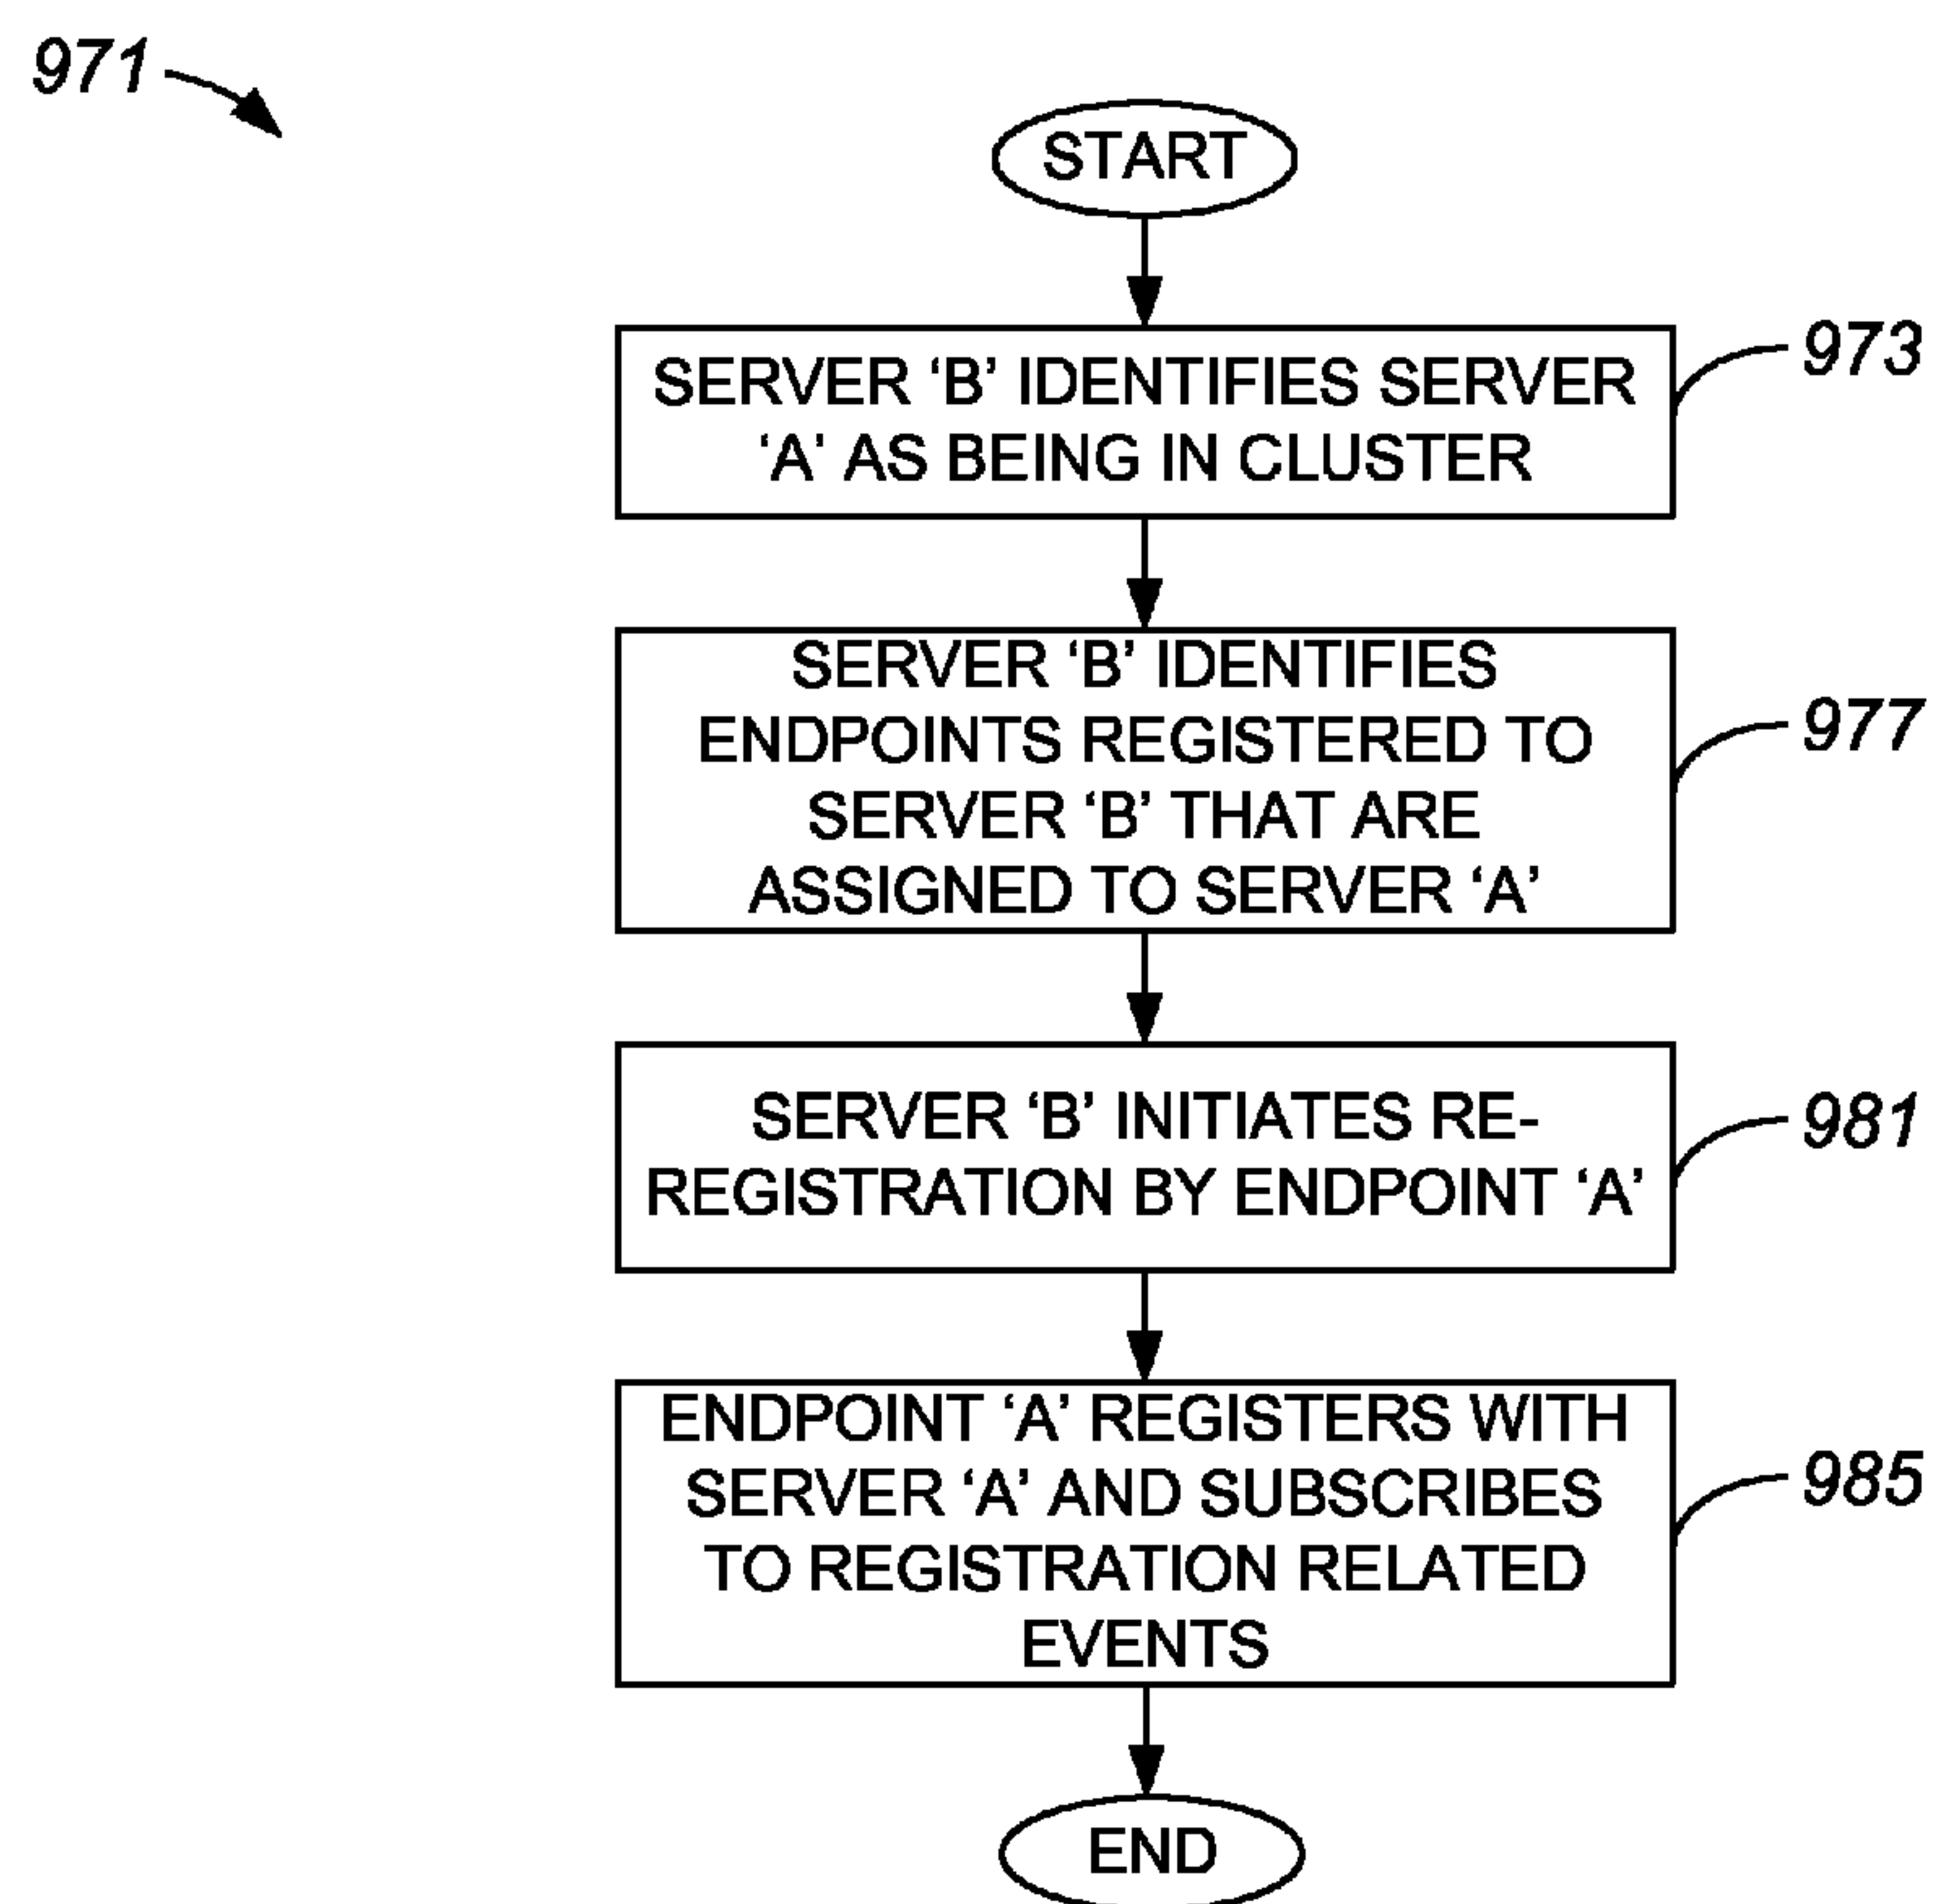 971
START
SERVER ‘B’ IDENTIFIES SERVER
‘A’ AS BEING IN CLUSTER
973
SERVER ‘B’ IDENTIFIES
ENDPOINTS REGISTERED TO
SERVER ‘B’ THAT ARE
ASSIGNED TO SERVER ‘A’
977
SERVER ‘B’ INITIATES RE-
REGISTRATION BY ENDPOINT ‘A’
981
ENDPOINT ‘A’ REGISTERS WITH
SERVER ‘A’ AND SUBSCRIBES
TO REGISTRATION RELATED
EVENTS
985
END